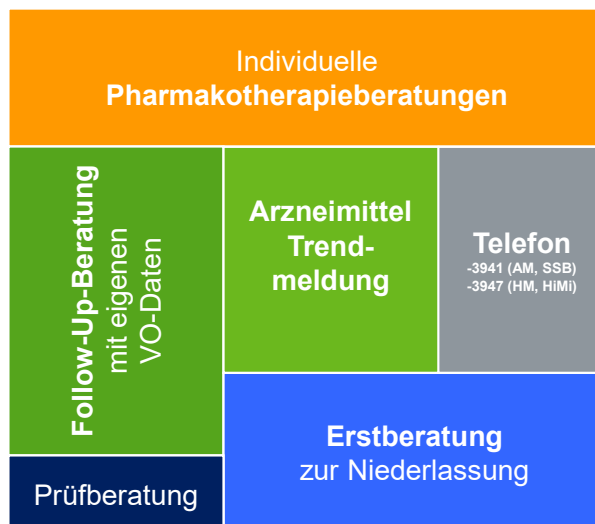 Individuelle
Pharmakotherapieberatungen
Follow-Up-Beratung
mit eigenen
VO-Daten
Arzneimittel
Trend-
meldung
Telefon
-3941 (AM, SSB)
-3947 (HM, HiMi)
Erstberatung
zur Niederlassung
Prüfberatung